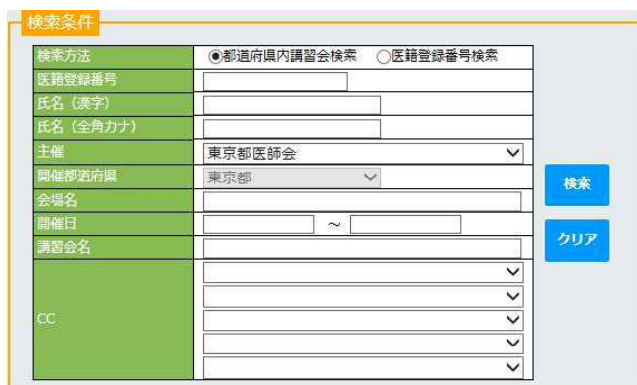 検索条件
検索方法 ◉都道府県内講習会検索 ○医籍登録番号検索
医籍登録番号
氏名（漢字）
氏名（全角カナ）
主催 東京都医師会
開催都道府県 東京都
検索
会場名
開催日 ～
クリア
講習会名
CC